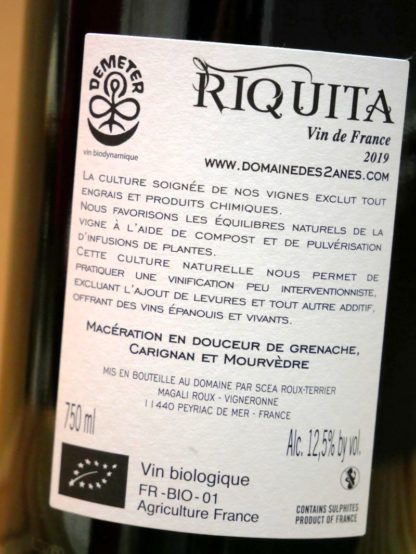 DEMETER
vin biodynamique
RIQUITA
Vin de France
2019
WWW.DOMAINEDES2ANES.COM
LA CULTURE SOIGNÉE DE NOS VIGNES EXCLUT TOUT
ENGRAIS ET PRODUITS CHIMIQUES.
NOUS FAVORISONS LES ÉQUILIBRES NATURELS DE LA
VIGNE À L'AIDE DE COMPOST ET DE PULVÉRISATION
D'INFUSIONS DE PLANTES.
CETTE CULTURE NATURELLE NOUS PERMET DE
PRATIQUER UNE VINIFICATION PEU INTERVENTIONNISTE,
EXCLUANT L'AJOUT DE LEVURES ET TOUT AUTRE ADDITIF,
OFFRANT DES VINS ÉPANOUIS ET VIVANTS.
MACÉRATION EN DOUCEUR DE GRENACHE,
CARIGNAN ET MOURVÈDRE
MIS EN BOUTEILLE AU DOMAINE PAR SCEA ROUX-TERRIER
MAGALI ROUX - VIGNERONNE
11440 PEYRIAC DE MER - FRANCE
750 ml
Alc. 12,5% by vol.
Vin biologique
FR-BIO-01
Agriculture France
CONTAINS SULPHITES
PRODUCT OF FRANCE